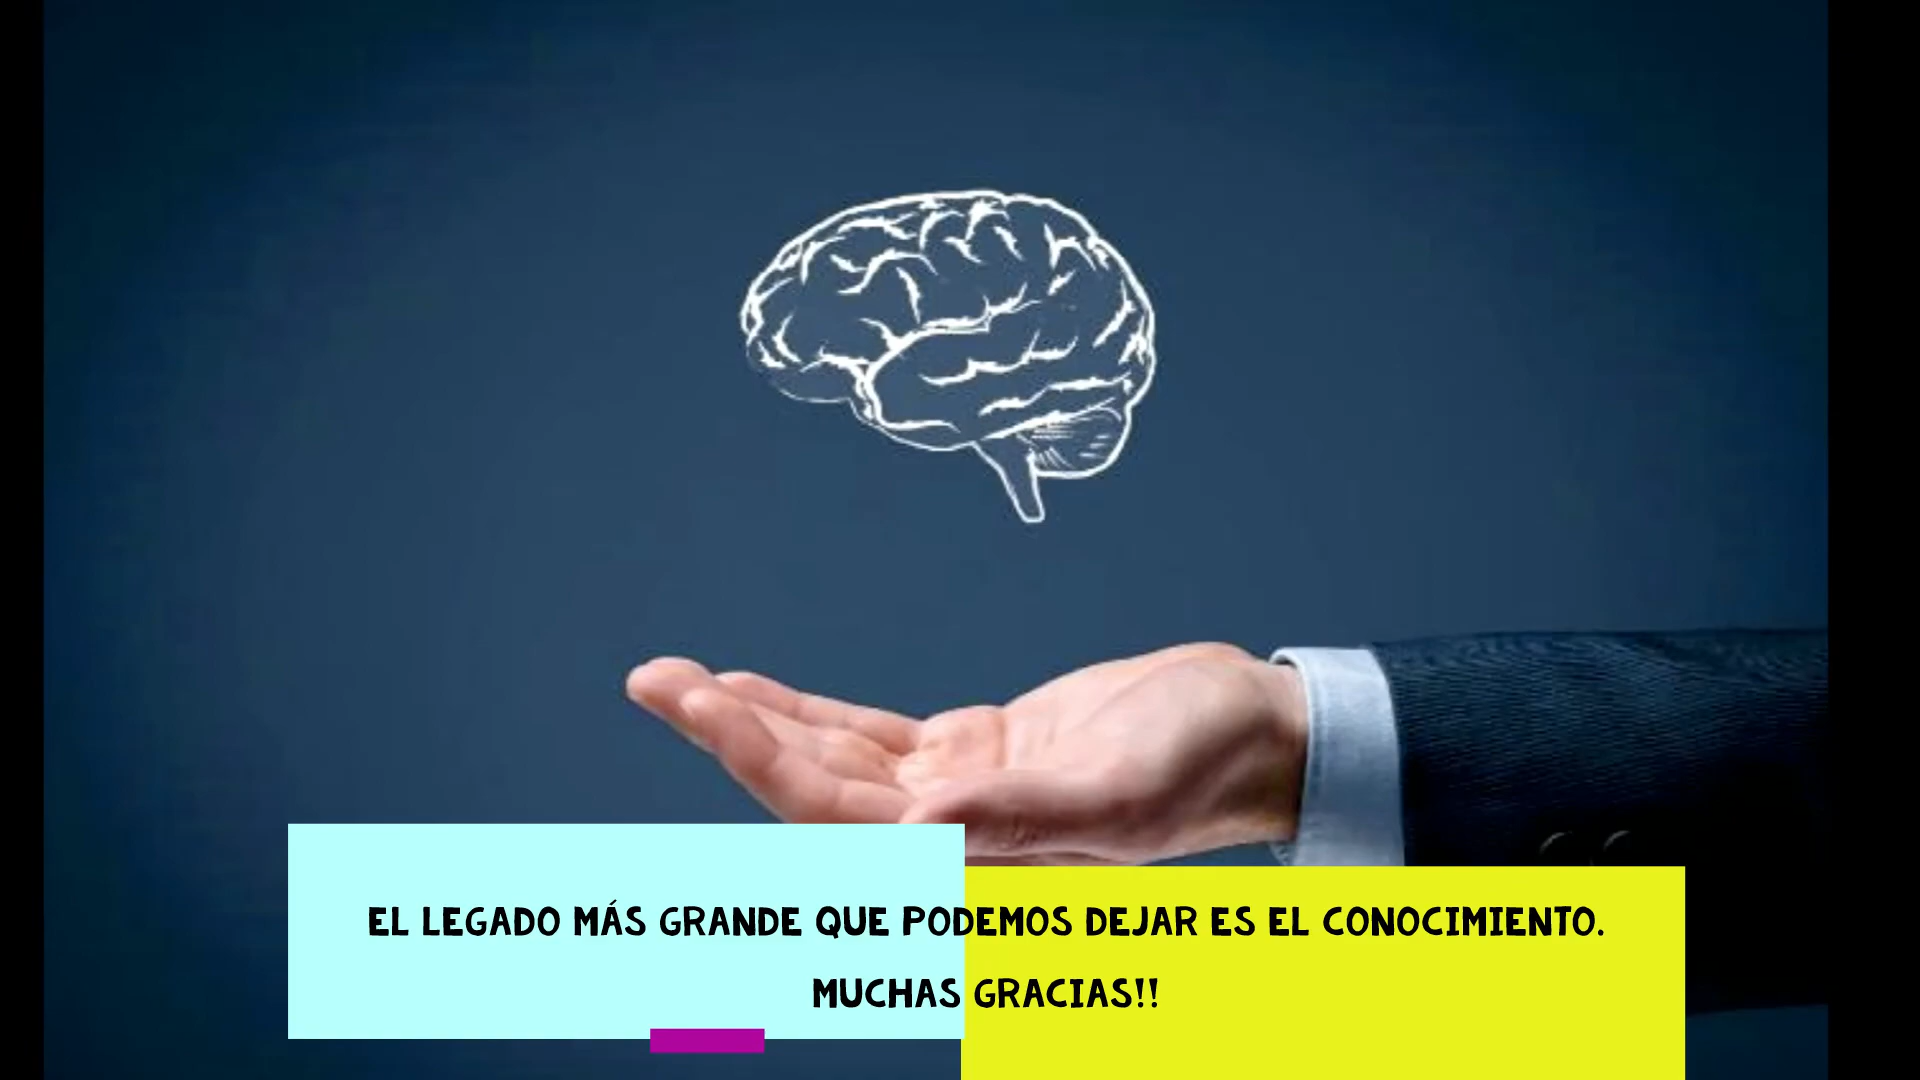 EL LEGADO MÁS GRANDE QUE PODEMOS DEJAR ES EL CONOCIMIENTO.
MUCHAS GRACIAS!!